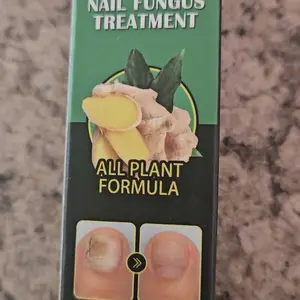 NAIL FUNGUS
TREATMENT
ALL PLANT
FORMULA